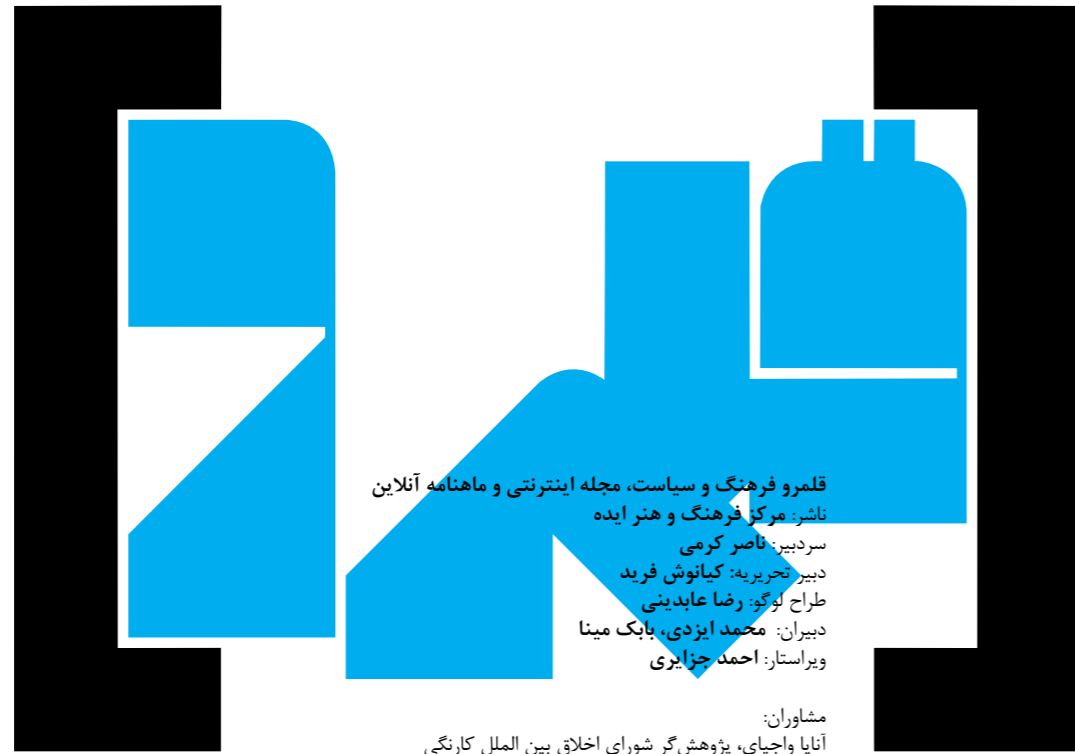 قلمرو
قلمرو فرهنگ و سیاست، مجله اینترنتی و ماهنامه آنلاین
ناشر: مرکز فرهنگ و هنر ایده
سردبیر: ناصر کرمی
دبیر تحریریه: کیانوش فرید
طراح لوگو: رضا عابدینی
دبیران: محمد ایزدی، بابک مینا
ویراستار: احمد جزایری
مشاوران:
آنایا واجپای، پژوهش‌گر شورای اخلاق بین الملل کارنگی